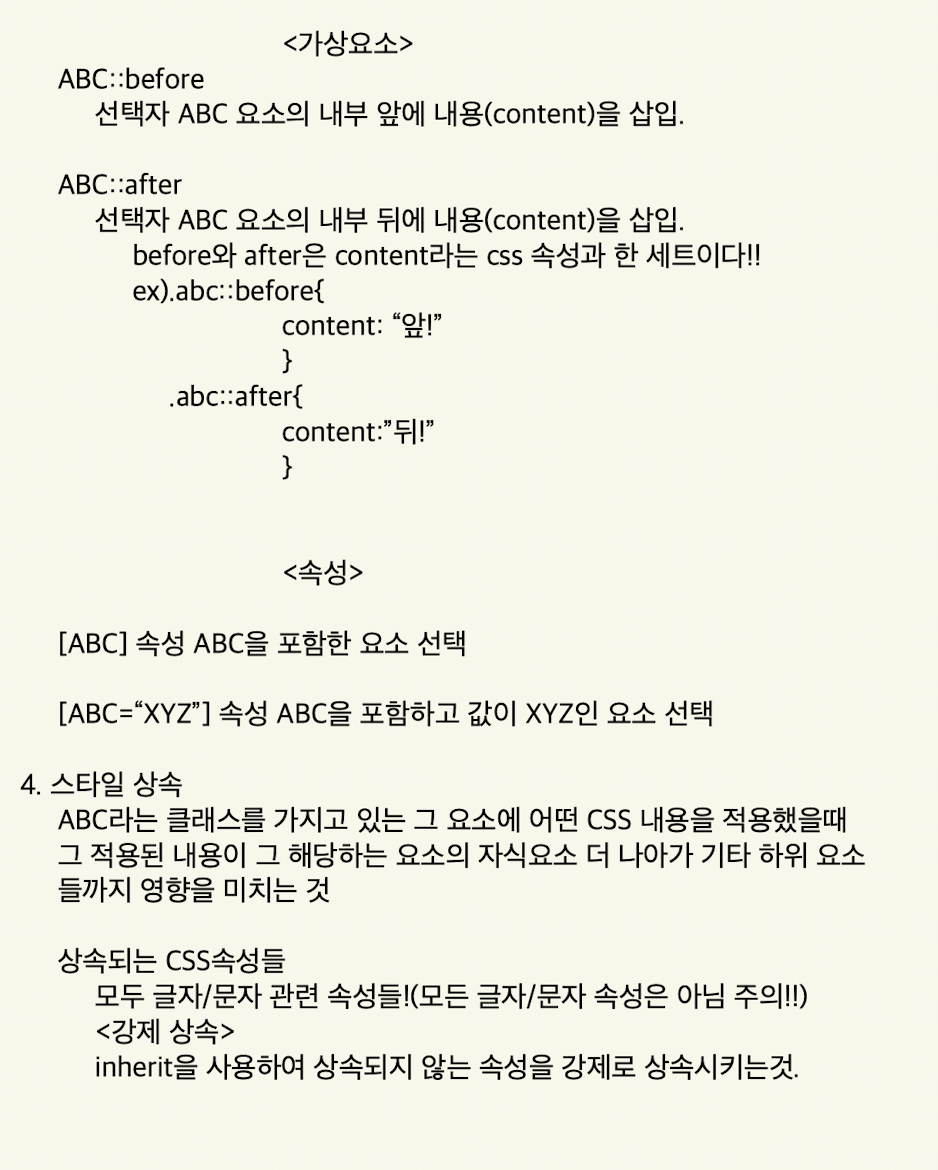 <가상요소>
ABC::before
선택자 ABC 요소의 내부 앞에 내용(content)을 삽입.
ABC::after
선택자 ABC 요소의 내부 뒤에 내용(content)을 삽입.
before와 after은 content라는 css 속성과 한 세트이다!!
ex).abc::before{
content: “앞!”
}
.abc::after{
content:”뒤!”
}
<속성>
[ABC] 속성 ABC을 포함한 요소 선택
[ABC=“XYZ”] 속성 ABC을 포함하고 값이 XYZ인 요소 선택
4. 스타일 상속
ABC라는 클래스를 가지고 있는 그 요소에 어떤 CSS 내용을 적용했을때
그 적용된 내용이 그 해당하는 요소의 자식요소 더 나아가 기타 하위 요소
들까지 영향을 미치는 것
상속되는 CSS속성들
모두 글자/문자 관련 속성들!(모든 글자/문자 속성은 아님 주의!!)
<강제 상속>
inherit을 사용하여 상속되지 않는 속성을 강제로 상속시키는것.